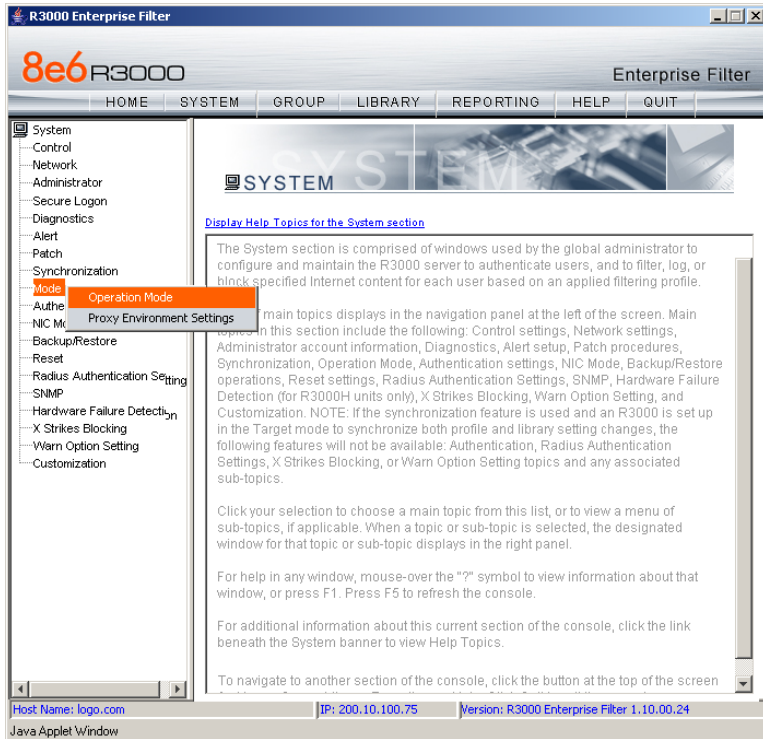 R3000 Enterprise Filter
8e6 R3000
Enterprise Filter
HOME SYSTEM GROUP LIBRARY REPORTING HELP QUIT
System
Control
Network
Administrator
Secure Logon
Diagnostics
Alert
Patch
Synchronization
Mode
Operation Mode
Proxy Environment Settings
Authe
NIC Mo
Backup/Restore
Reset
Radius Authentication Setting
SNMP
Hardware Failure Detection
X Strikes Blocking
Warn Option Setting
Customization
SYSTEM
SYSTEM
Display Help Topics for the System section
The System section is comprised of windows used by the global administrator to
configure and maintain the R3000 server to authenticate users, and to filter, log, or
block specified Internet content for each user based on an applied filtering profile.
main topics displays in the navigation panel at the left of the screen. Main
topics in this section include the following: Control settings, Network settings,
Administrator account information, Diagnostics, Alert setup, Patch procedures,
Synchronization, Operation Mode, Authentication settings, NIC Mode, Backup/Restore
operations, Reset settings, Radius Authentication Settings, SNMP, Hardware Failure
Detection (for R3000H units only), X Strikes Blocking, Warn Option Setting, and
Customization. NOTE: If the synchronization feature is used and an R3000 is set up
in the Target mode to synchronize both profile and library setting changes, the
following features will not be available: Authentication, Radius Authentication
Settings, X Strikes Blocking, or Warn Option Setting topics and any associated
sub-topics.
Click your selection to choose a main topic from this list, or to view a menu of
sub-topics, if applicable. When a topic or sub-topic is selected, the designated
window for that topic or sub-topic displays in the right panel.
For help in any window, mouse-over the "?" symbol to view information about that
window, or press F1. Press F5 to refresh the console.
For additional information about this current section of the console, click the link
beneath the System banner to view Help Topics.
To navigate to another section of the console, click the button at the top of the screen
Host Name: logo.com
IP: 200.10.100.75
Version: R3000 Enterprise Filter 1.10.00.24
Java Applet Window